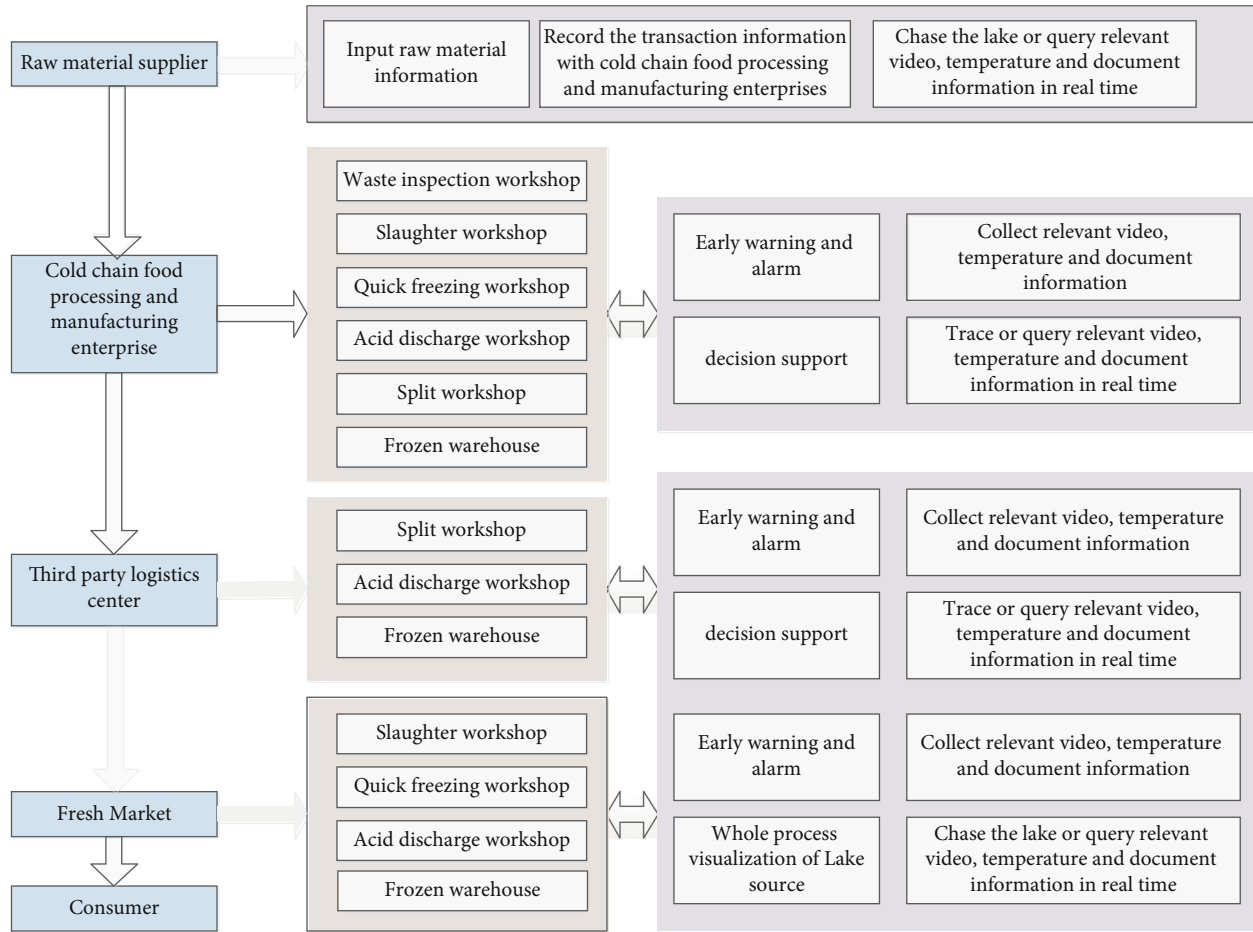 Raw material supplier
Input raw material
information
Record the transaction information
with cold chain food processing
and manufacturing enterprises
Chase the lake or query relevant
video, temperature and document
information in real time
Cold chain food
processing and
manufacturing
enterprise
Waste inspection workshop
Slaughter workshop
Quick freezing workshop
Acid discharge workshop
Split workshop
Frozen warehouse
Early warning and
alarm
Collect relevant video,
temperature and document
information
decision support
Trace or query relevant video,
temperature and document
information in real time
Third party logistics
center
Split workshop
Acid discharge workshop
Frozen warehouse
Early warning and
alarm
Collect relevant video, temperature
and document information
decision support
Trace or query relevant video,
temperature and document
information in real time
Fresh Market
Slaughter workshop
Quick freezing workshop
Acid discharge workshop
Frozen warehouse
Early warning and
alarm
Collect relevant video, temperature
and document information
Whole process
visualization of Lake
source
Chase the lake or query relevant
video, temperature and document
information in real time
Consumer